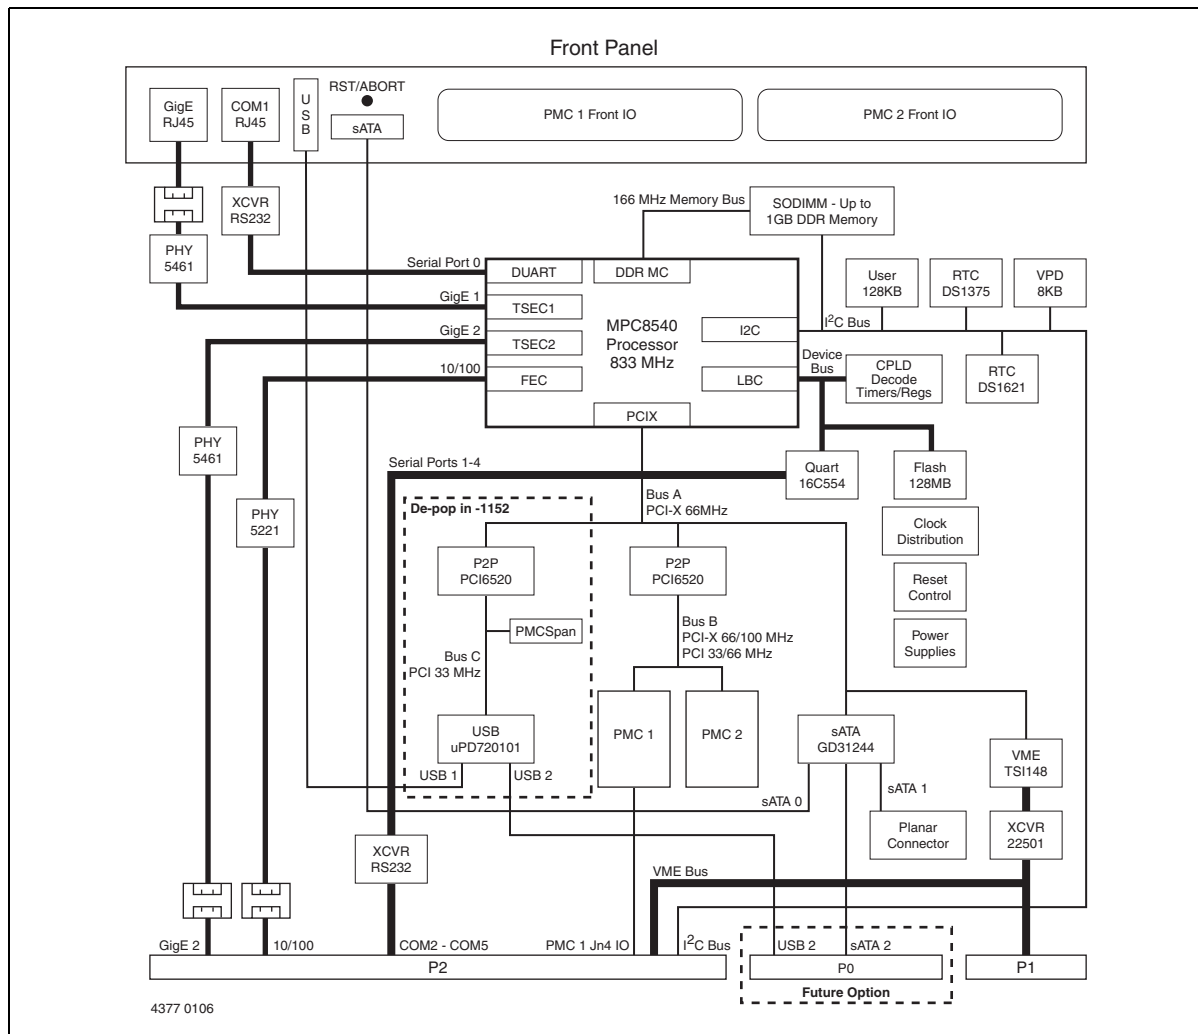 Front Panel
GigE
RJ45
COM1
RJ45
U
S
B
RST/ABORT
sATA
PMC 1 Front IO
PMC 2 Front IO
XCVR
RS232
PHY
5461
166 MHz Memory Bus
SODIMM - Up to
1GB DDR Memory
Serial Port 0
GigE 1
GigE 2
10/100
DUART
DDR MC
TSEC1
TSEC2
FEC
MPC8540
Processor
833 MHz
I2C
LBC
PCIX
User
128KB
RTC
DS1375
VPD
8KB
I²C Bus
Device
Bus
CPLD
Decode
Timers/Regs
RTC
DS1621
PHY
5461
PHY
5221
Serial Ports 1-4
Quart
16C554
Flash
128MB
De-pop in -1152
Bus A
PCI-X 66MHz
Clock
Distribution
P2P
PCI6520
P2P
PCI6520
Reset
Control
PMCSpan
Bus B
PCI-X 66/100 MHz
PCI 33/66 MHz
Power
Supplies
Bus C
PCI 33 MHz
USB
uPD720101
PMC 1
PMC 2
sATA
GD31244
VME
TSI148
USB 1
USB 2
sATA 0
sATA 1
Planar
Connector
XCVR
22501
XCVR
RS232
VME Bus
GigE 2
10/100
COM2 - COM5
PMC 1 Jn4 IO
I²C Bus
USB 2
sATA 2
P2
P0
P1
Future Option
4377 0106